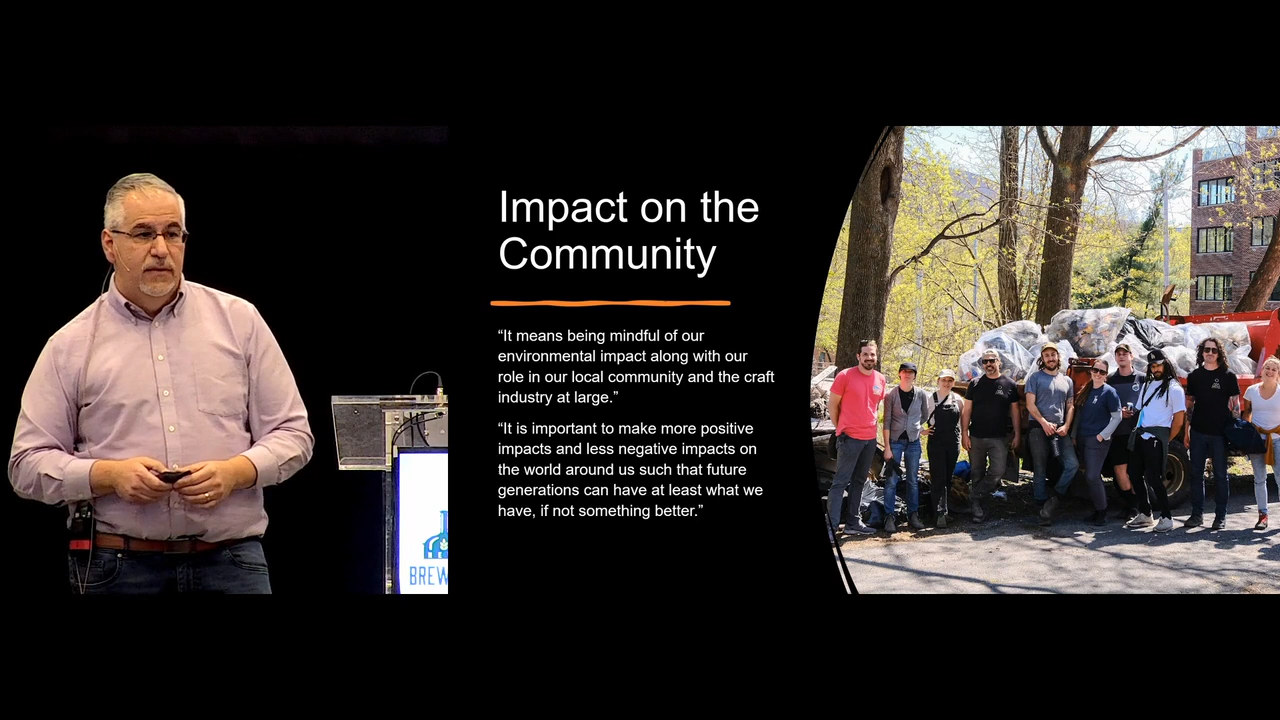 Impact on the
Community
“It means being mindful of our
environmental impact along with our
role in our local community and the craft
industry at large.”
“It is important to make more positive
impacts and less negative impacts on
the world around us such that future
generations can have at least what we
have, if not something better.”
BREW